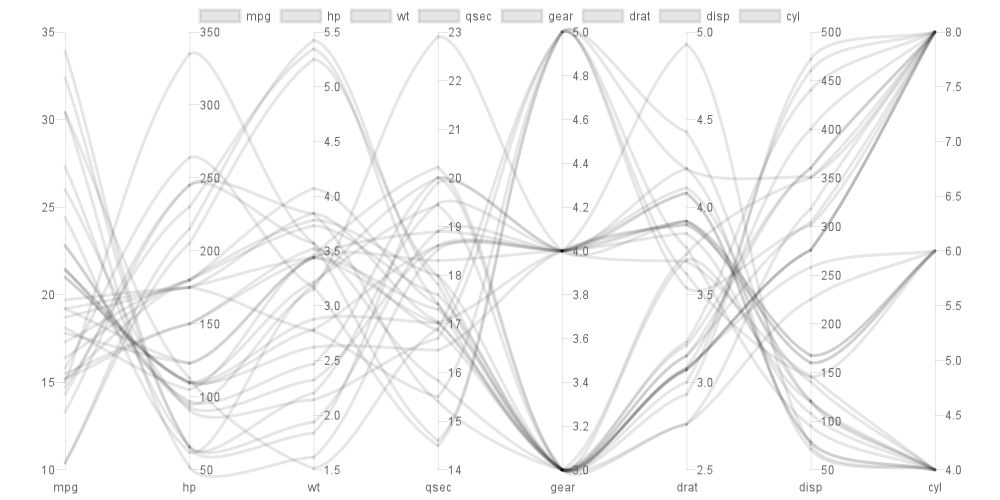 mpg hp wt qsec gear drat disp cyl
35 350 5.5 23 5.0 5.0 500 8.0
22 4.8 450 7.5
5.0
30 300 21 4.6 4.5 400 7.0
4.5
250 20 4.4 350 6.5
25 4.0 19 4.2 4.0 300 6.0
200 3.5 4.0
20 3.0 18 3.8 3.5 250 5.5
150 17 3.6 200
2.5 16 3.4 150 5.0
15 100 2.0 15 3.2 3.0 100 4.5
10 50 1.5 14 3.0 2.5 50 4.0
mpg hp wt qsec gear drat disp cyl